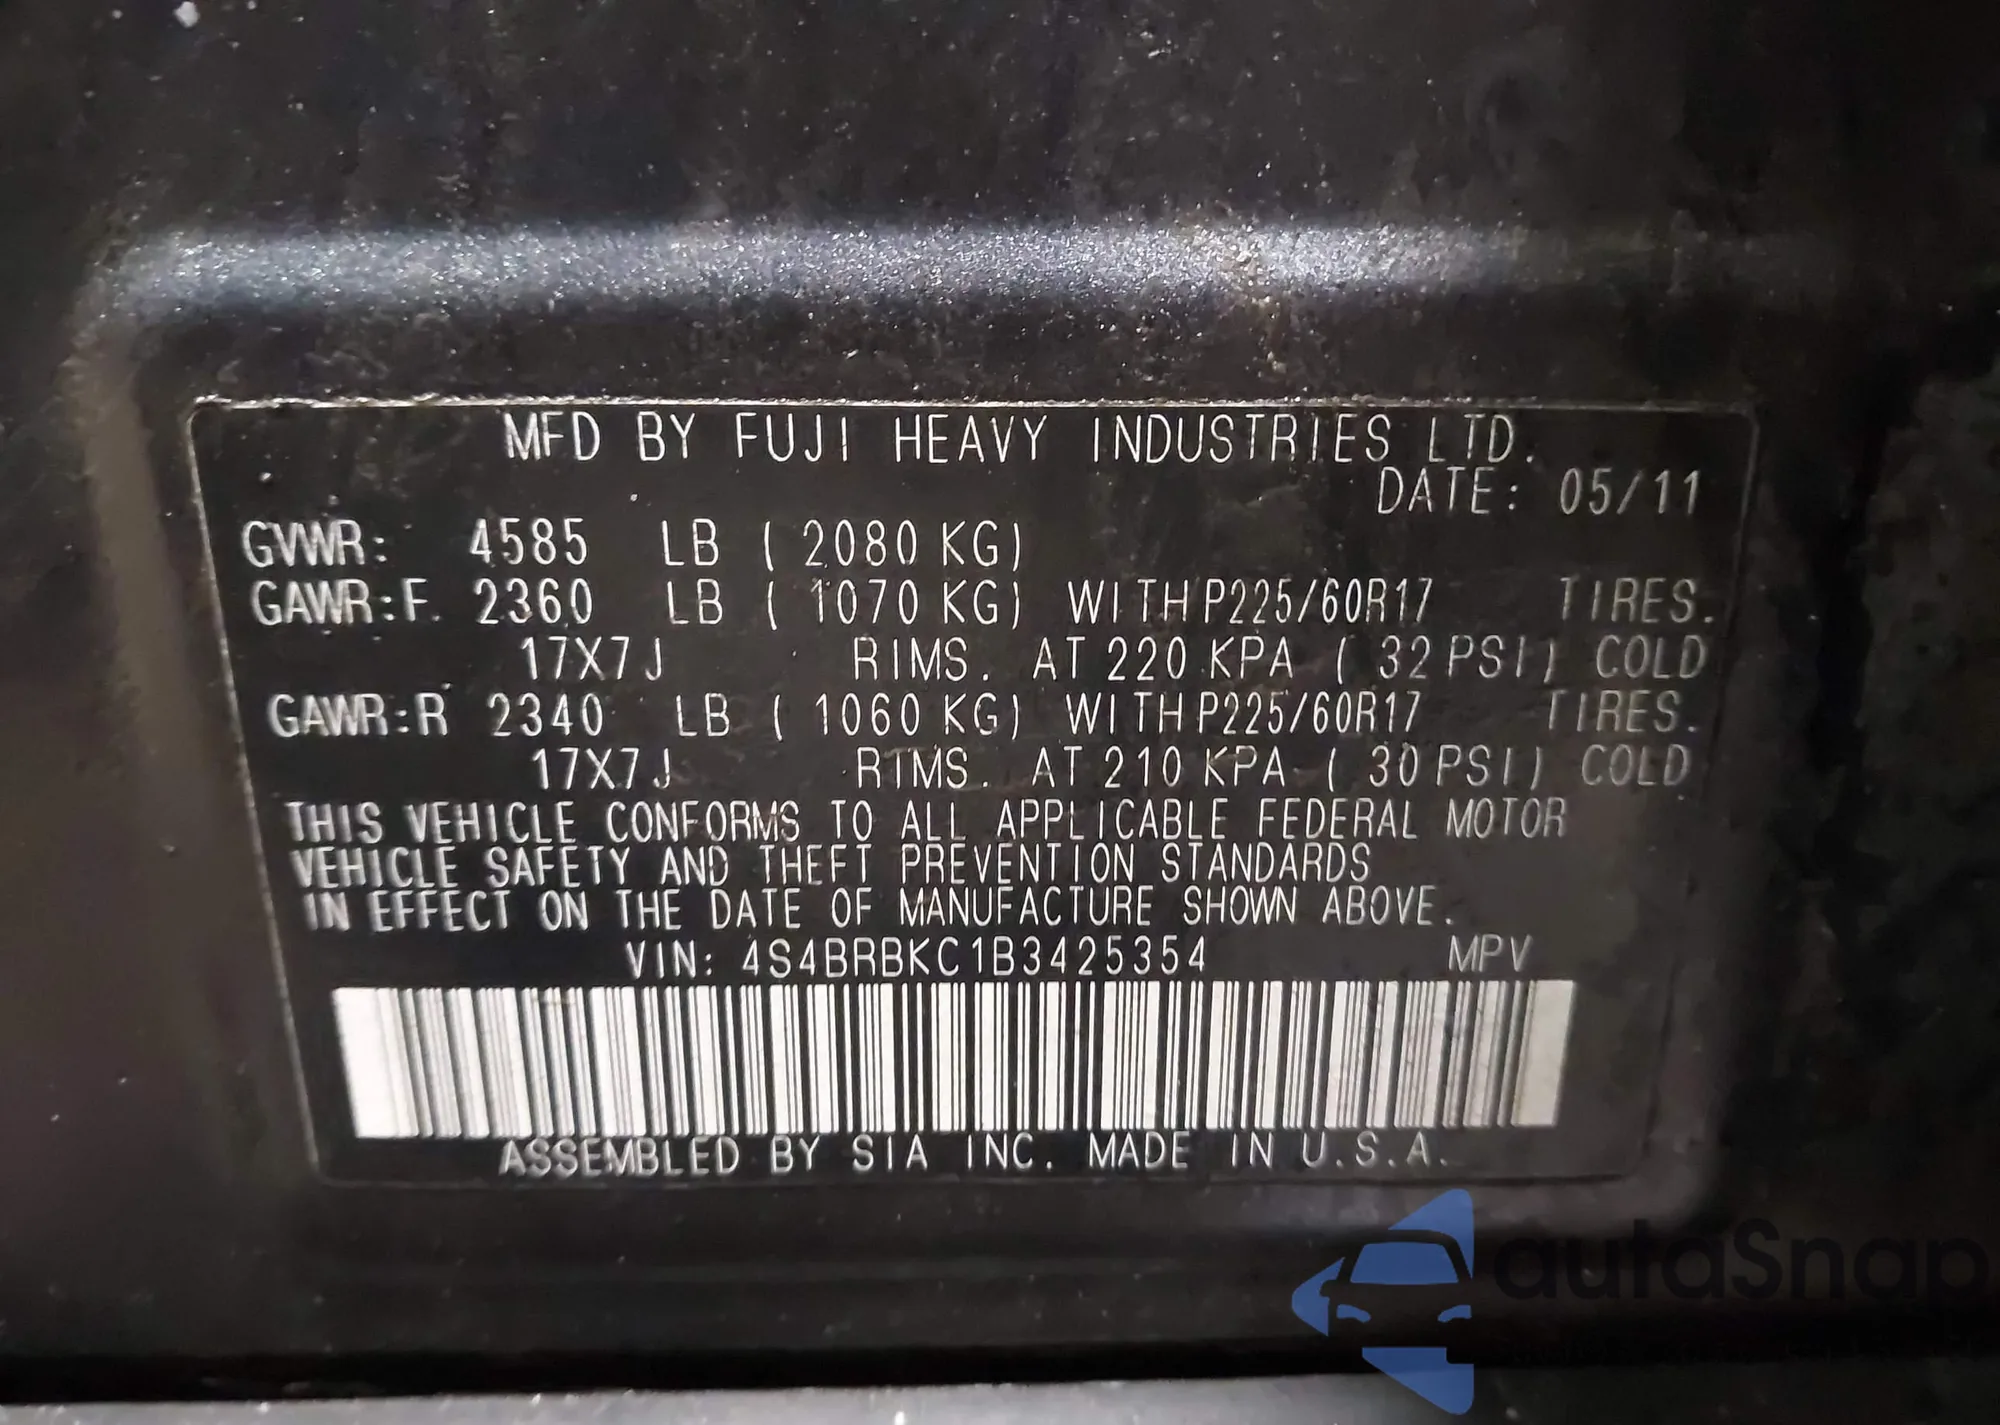 MFD BY FUJI HEAVY INDUSTRIES LTD.
DATE: 05/11
GVWR: 4585 LB ( 2080 KG)
GAWR:F. 2360 LB ( 1070 KG) WITH P225/60R17 TIRES.
17X7J RIMS. AT 220 KPA ( 32 PSI) COLD
GAWR:R 2340 LB ( 1060 KG) WITH P225/60R17 TIRES.
17X7J RIMS. AT 210 KPA ( 30 PSI) COLD
THIS VEHICLE CONFORMS TO ALL APPLICABLE FEDERAL MOTOR
VEHICLE SAFETY AND THEFT PREVENTION STANDARDS
IN EFFECT ON THE DATE OF MANUFACTURE SHOWN ABOVE.
VIN: 4S4BRBKC1B3425354 MPV
ASSEMBLED BY SIA INC. MADE IN U.S.A.
autoSnap